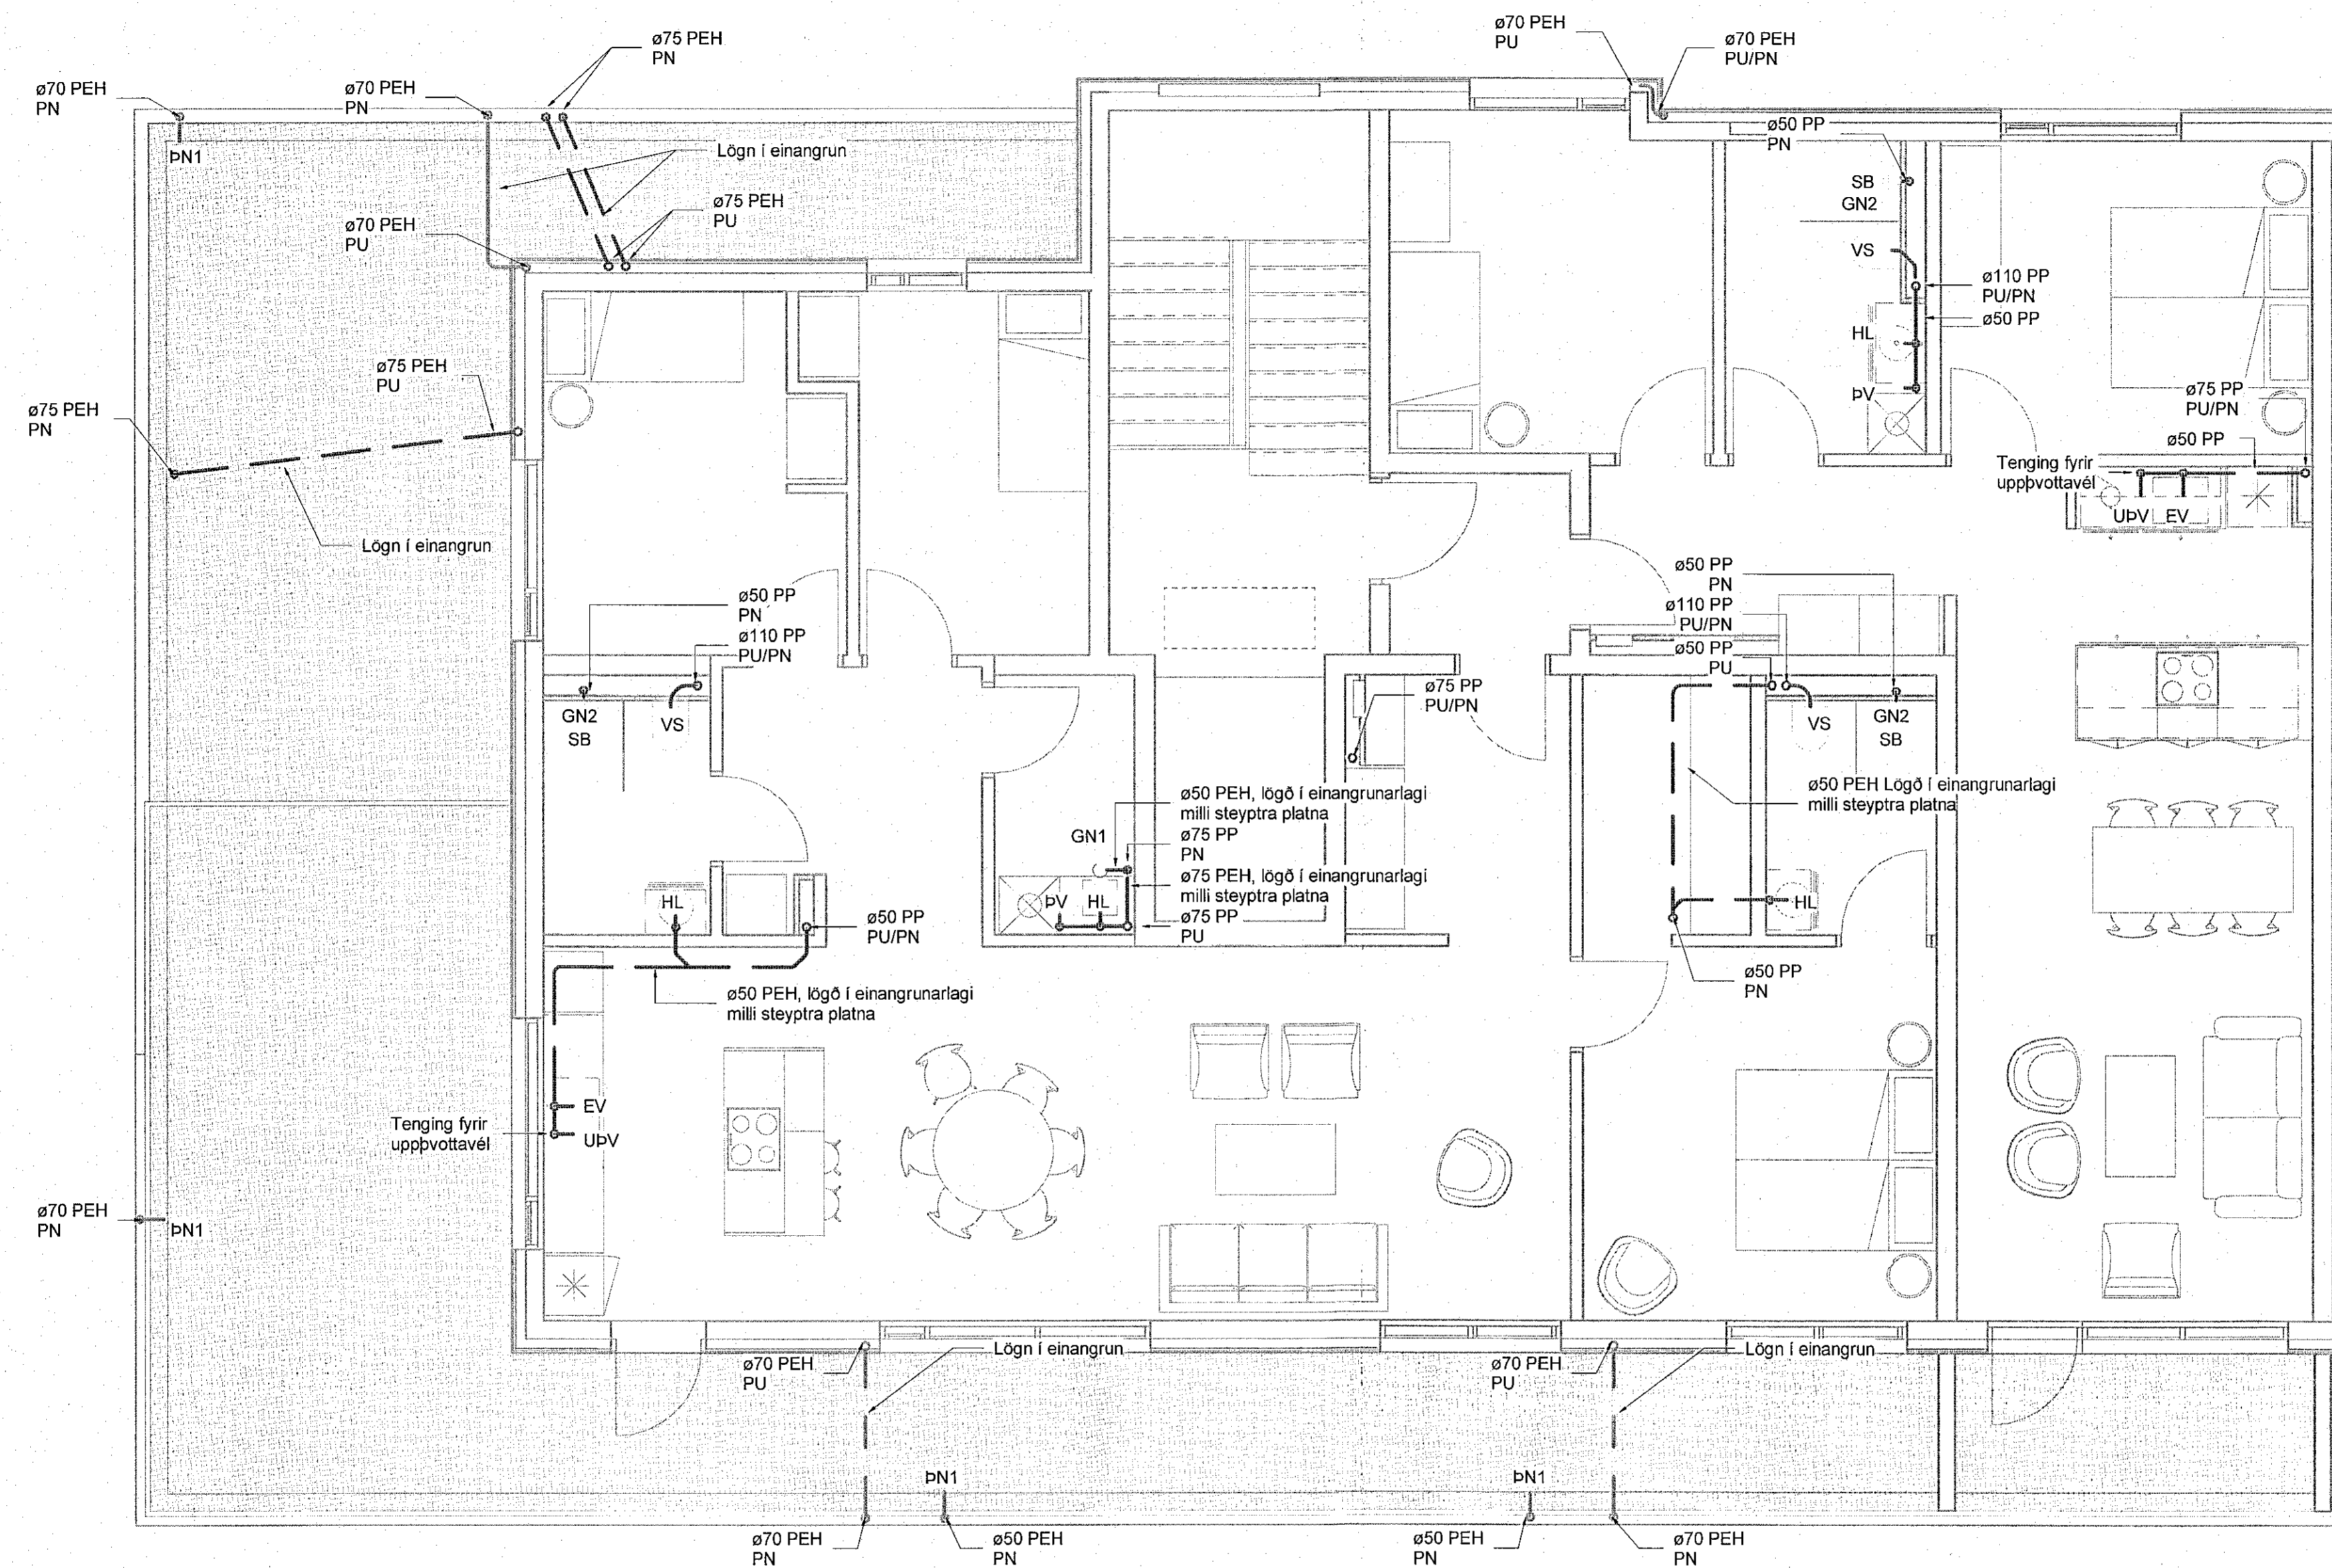 ø70 PEH
PU
ø75 PEH
PN
ø70 PEH
PU/PN
ø70 PEH
PN
ø70 PEH
PN
ÞN1
Lögn í einangrun
ø50 PP
PN
SB
GN2
VS
ø75 PEH
PU
ø70 PEH
PU
ø110 PP
PU/PN
ø50 PP
HL
ÞV
ø75 PEH
PU
ø75 PEH
PN
ø75 PP
PU/PN
ø50 PP
Tenging fyrir
uppþvottavél
UÞV
EV
Lögn í einangrun
ø50 PP
PN
ø110 PP
PU/PN
ø50 PP
PN
ø110 PP
PU/PN
ø50 PP
PU
GN2
SB
VS
ø75 PP
PU/PN
VS
GN2
SB
ø50 PEH Lögð í einangrunarlagi
milli steyptra platna
ø50 PEH, lögð í einangrunarlagi
milli steyptra platna
GN1
ø75 PP
PN
ø75 PEH, lögð í einangrunarlagi
milli steyptra platna
ø75 PP
PU
ÞV
HL
HL
HL
ø50 PP
PU/PN
ø50 PP
PN
ø50 PEH, lögð í einangrunarlagi
milli steyptra platna
EV
Tenging fyrir
uppþvottavél
UÞV
ø70 PEH
PN
ÞN1
ø70 PEH
PU
Lögn í einangrun
ø70 PEH
PU
Lögn í einangrun
ÞN1
ÞN1
ø70 PEH
PN
ø50 PEH
PN
ø50 PEH
PN
ø70 PEH
PN